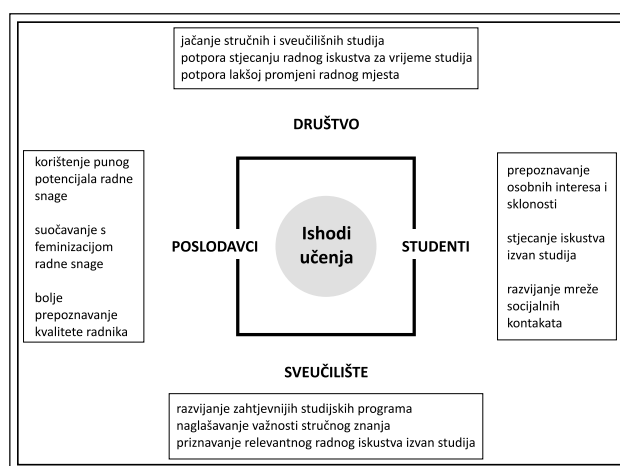 jačanje stručnih i sveučilišnih studija
potpora stjecanju radnog iskustva za vrijeme studija
potpora lakšoj promjeni radnog mjesta
DRUŠTVO
korištenje punog
potencijala radne
snage
suočavanje s
feminizacijom
radne snage
bolje
prepoznavanje
kvalitete radnika
POSLODAVCI
Ishodi
učenja
STUDENTI
prepoznavanje
osobnih interesa i
sklonosti
stjecanje iskustva
izvan studija
razvijanje mreže
socijalnih
kontakata
SVEUČILIŠTE
razvijanje zahtjevnijih studijskih programa
naglašavanje važnosti stručnog znanja
priznavanje relevantnog radnog iskustva izvan studija